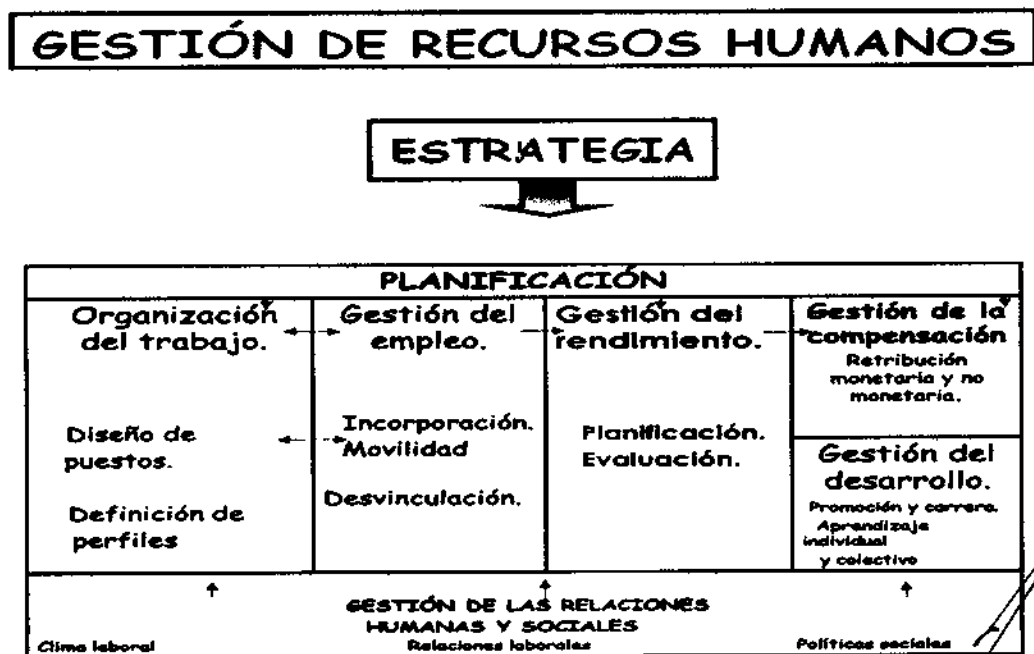 GESTIÓN DE RECURSOS HUMANOS
ESTRATEGIA
PLANIFICACIÓN
Organización
del trabajo.
Diseño de
puestos.
Definición de
perfiles
Gestión del
empleo.
Incorporación.
Movilidad
Desvinculación.
Gestión del
rendimiento.
Planificación.
Evaluación.
Gestión de la
compensación
Retribución
monetaria y no
monetaria.
Gestión del
desarrollo.
Promoción y carrera.
Aprendizaje
individual
y colectivo
GESTIÓN DE LAS RELACIONES
HUMANAS Y SOCIALES
Clima laboral
Relaciones laborales
Políticas sociales